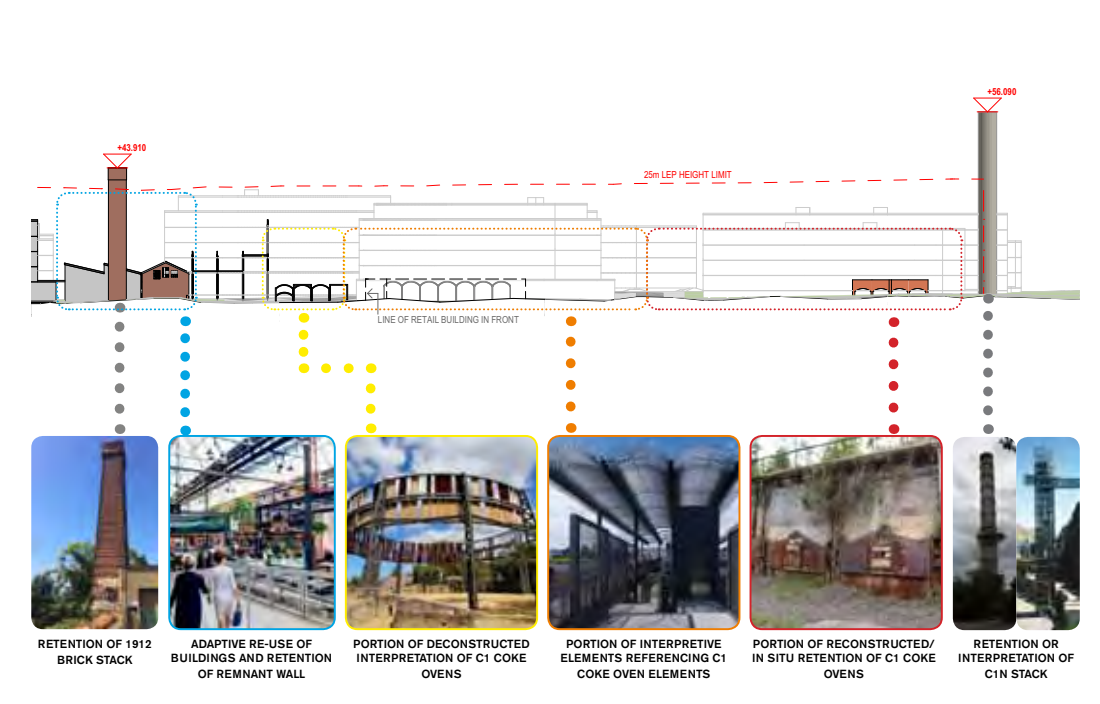 +56.090
+43.910
25m LEP HEIGHT LIMIT
LINE OF RETAIL BUILDING IN FRONT
RETENTION OF 1912
BRICK STACK
ADAPTIVE RE-USE OF
BUILDINGS AND RETENTION
OF REMNANT WALL
PORTION OF DECONSTRUCTED
INTERPRETATION OF C1 COKE
OVENS
PORTION OF INTERPRETIVE
ELEMENTS REFERENCING C1
COKE OVEN ELEMENTS
PORTION OF RECONSTRUCTED/
IN SITU RETENTION OF C1 COKE
OVENS
RETENTION OR
INTERPRETATION OF
C1N STACK